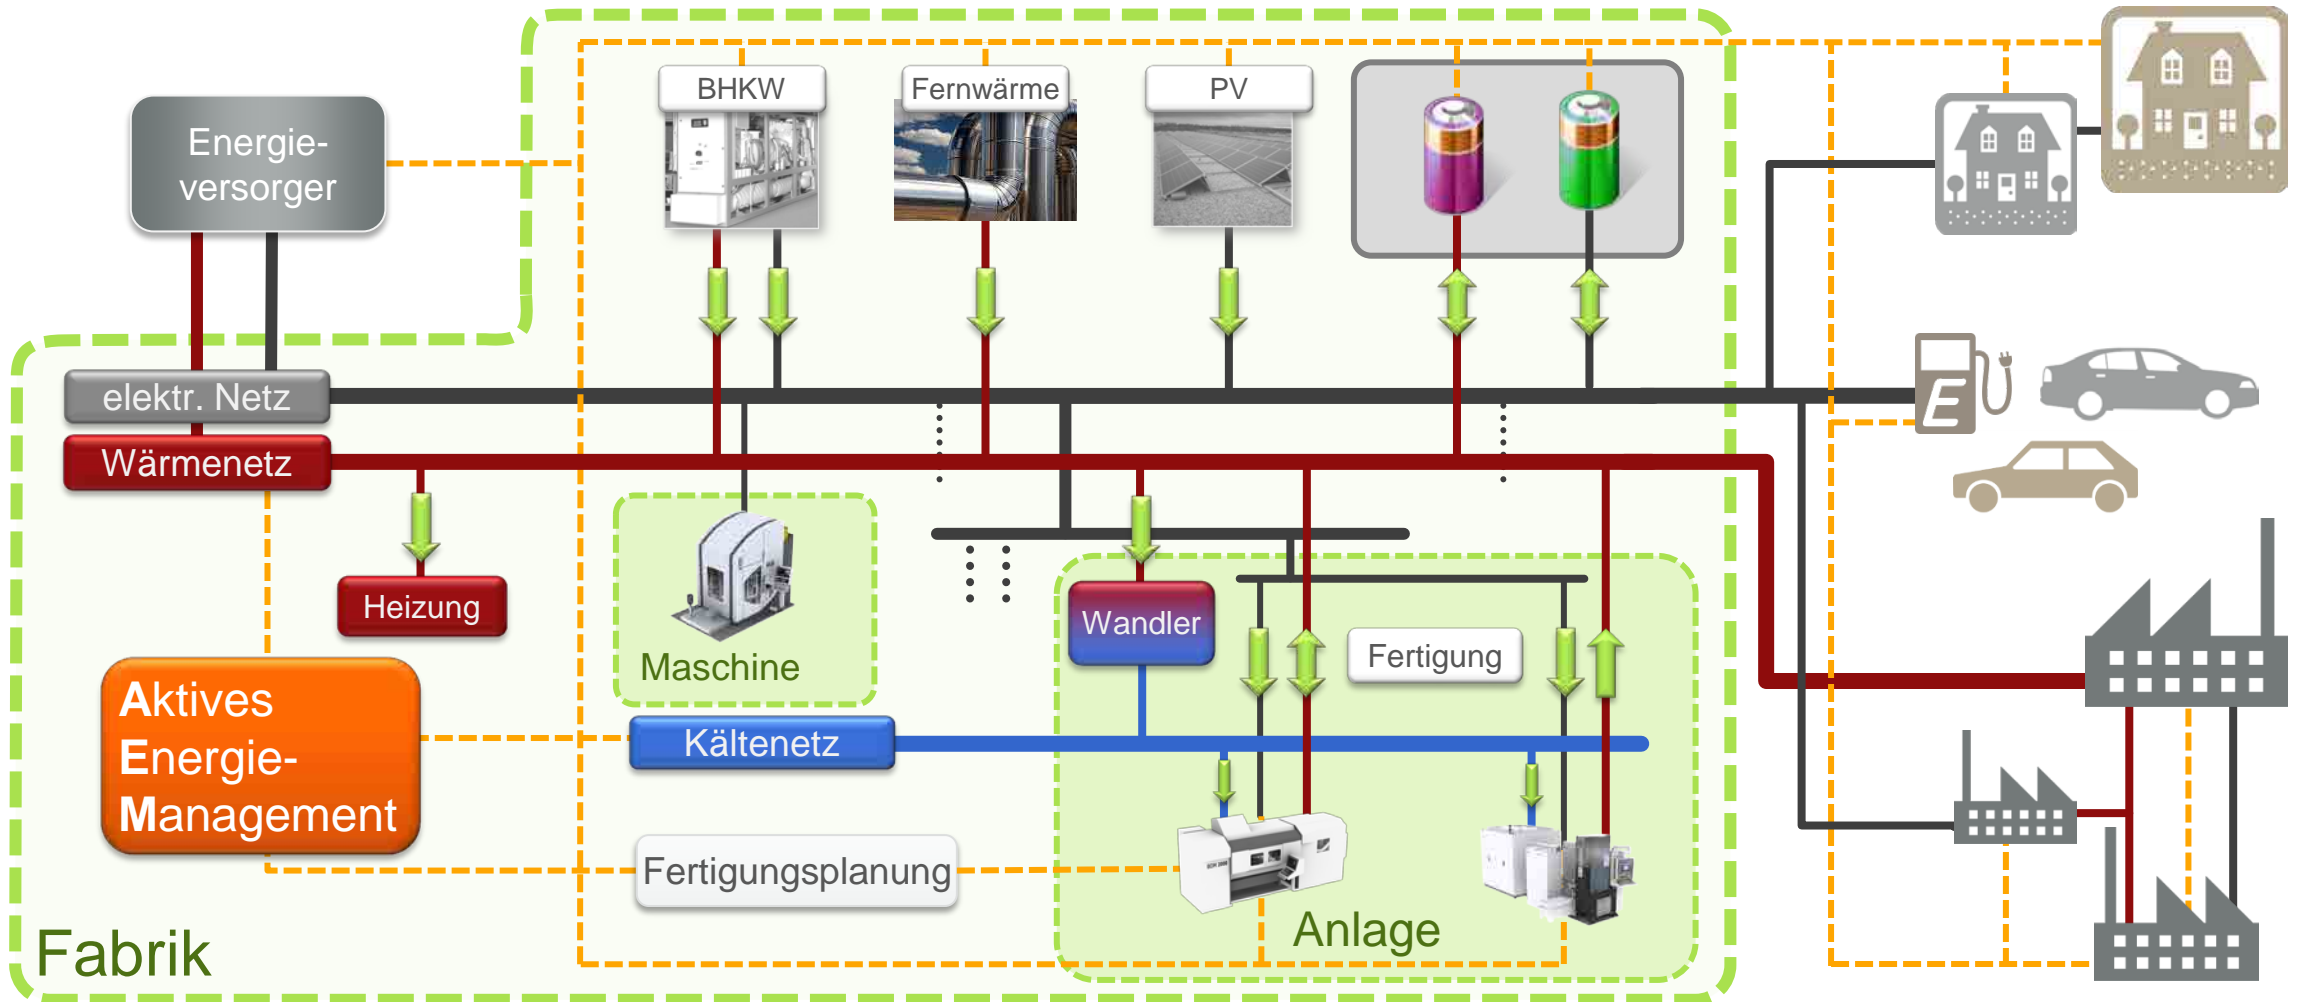 BHKW
Fernwärme
PV
Energie-
versorger
elektr. Netz
Wärmenetz
E
Heizung
Wandler
Fertigung
Maschine
Aktives
Energie-
Management
Kältenetz
Fertigungsplanung
Anlage
Fabrik